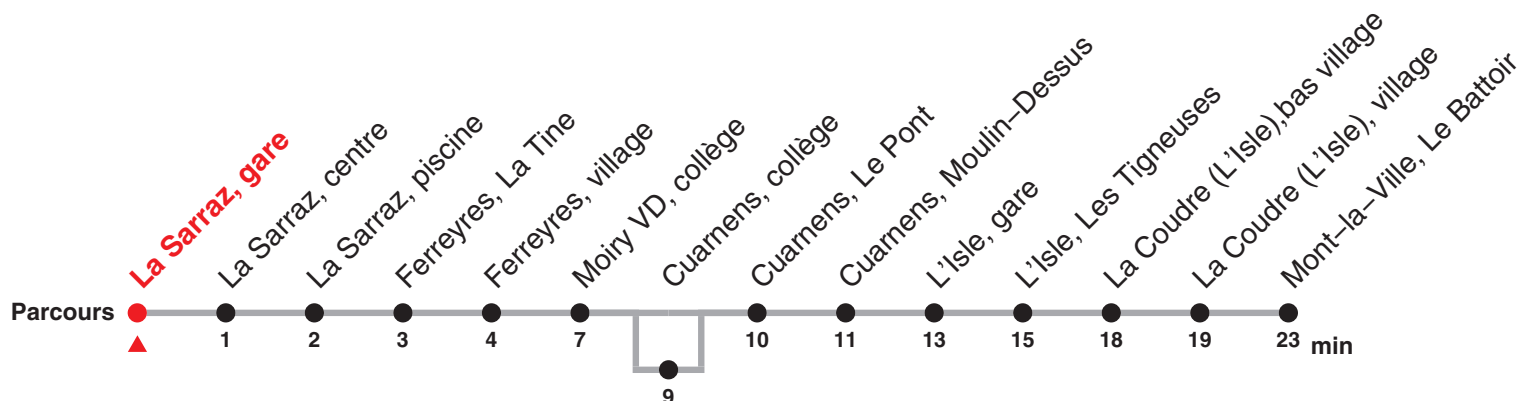 La Sarraz, gare
La Sarraz, centre
La Sarraz, piscine
Ferreyres, La Tine
Ferreyres, village
Moiry VD, collège
Cuarnens, collège
Cuarnens, Le Pont
Cuarnens, Moulin–Dessus
L'Isle, gare
L'Isle, Les Tigneuses
La Coudre (L'Isle),bas village
La Coudre (L'Isle), village
Mont–la–Ville, Le Battoir
Parcours
1 2 3 4 7 10 11 13 15 18 19 23 min
9